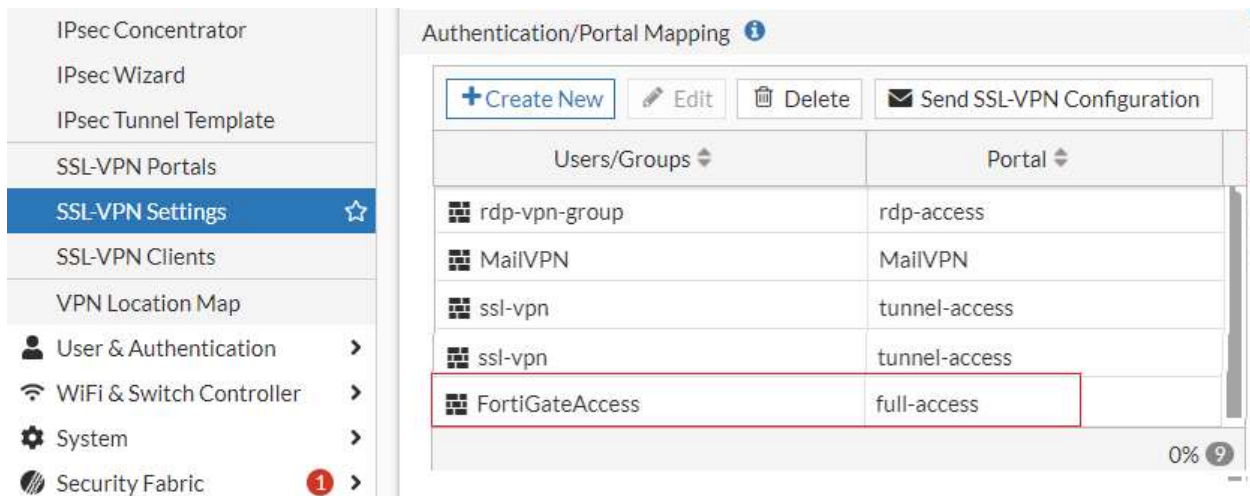 IPsec Concentrator
IPsec Wizard
IPsec Tunnel Template
SSL-VPN Portals
SSL-VPN Settings
SSL-VPN Clients
VPN Location Map
User & Authentication
WiFi & Switch Controller
System
Security Fabric 1
Authentication/Portal Mapping
Create New Edit Delete Send SSL-VPN Configuration
Users/Groups Portal
rdp-vpn-group rdp-access
MailVPN MailVPN
ssl-vpn tunnel-access
ssl-vpn tunnel-access
FortiGateAccess full-access
0% 9